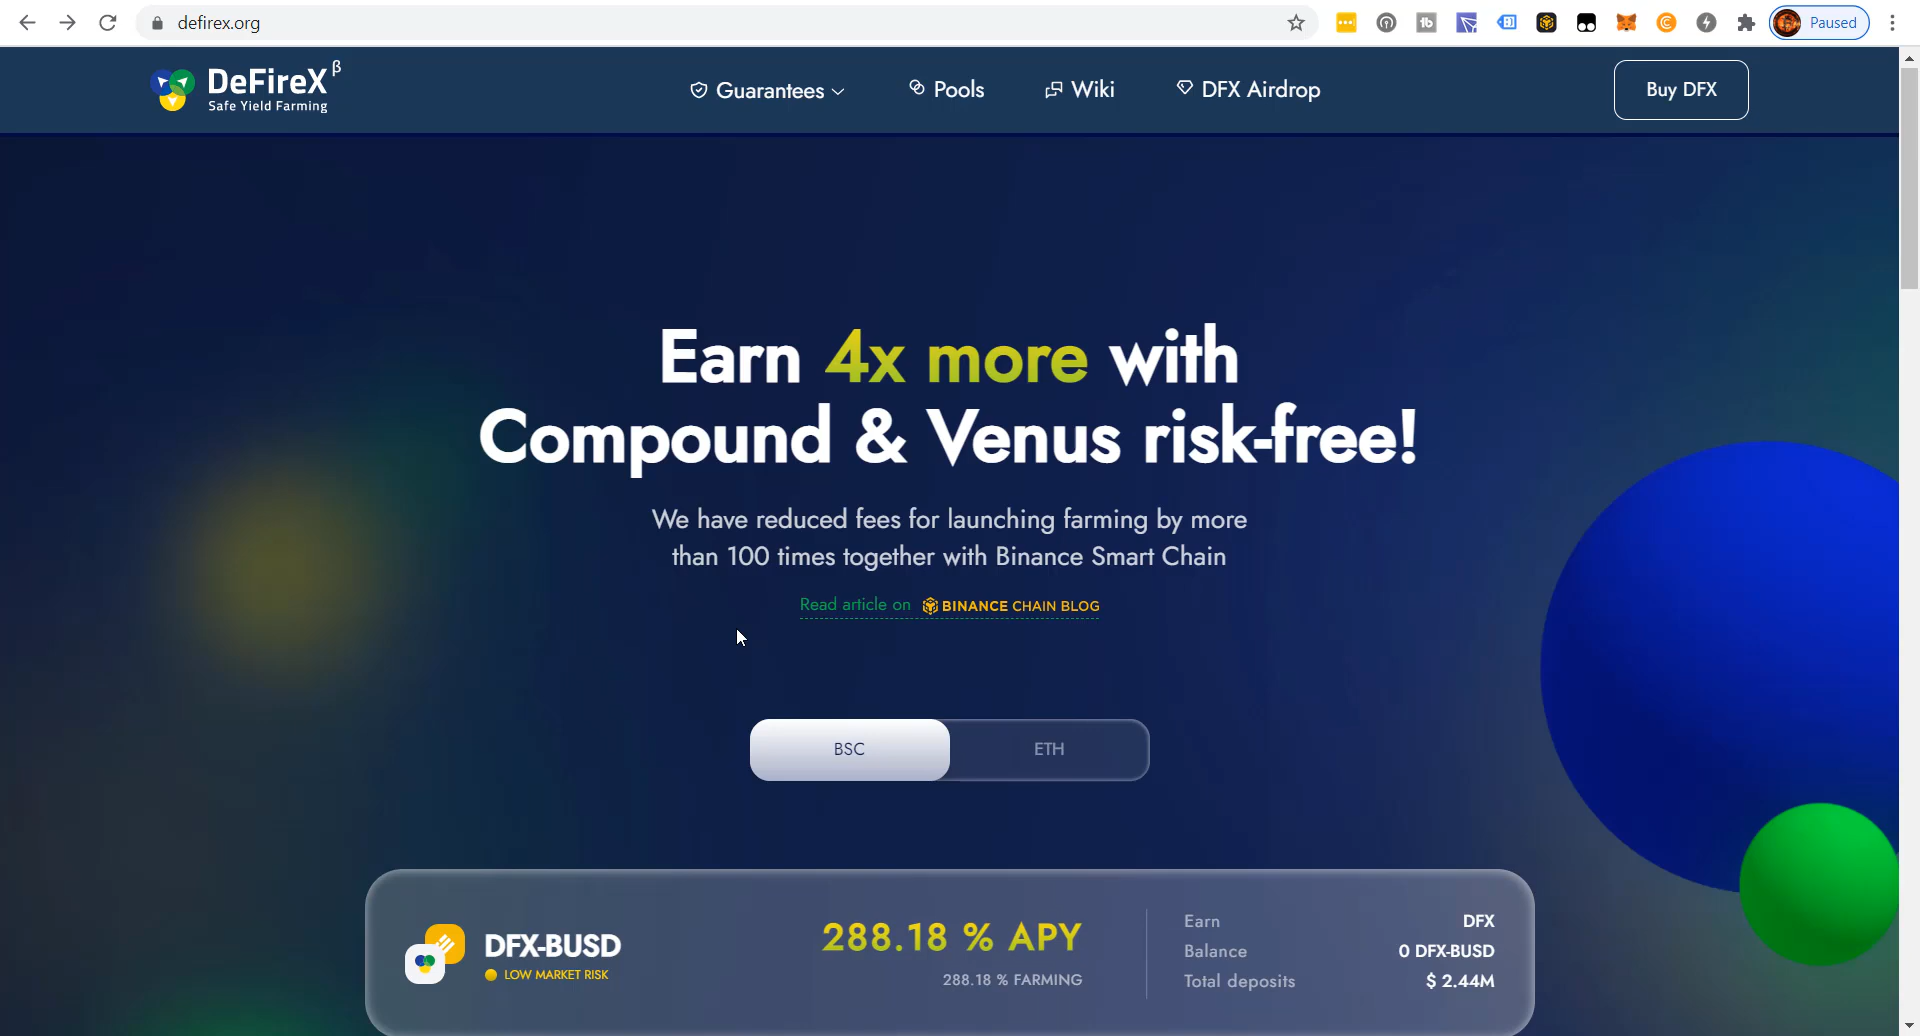 defirex.org
Paused
DeFireX β
Safe Yield Farming
Guarantees
Pools
Wiki
DFX Airdrop
Buy DFX
Earn 4x more with
Compound & Venus risk-free!
We have reduced fees for launching farming by more
than 100 times together with Binance Smart Chain
Read article on BINANCE CHAIN BLOG
BSC
ETH
DFX-BUSD
LOW MARKET RISK
288.18 % APY
288.18 % FARMING
Earn DFX
Balance 0 DFX-BUSD
Total deposits $ 2.44M